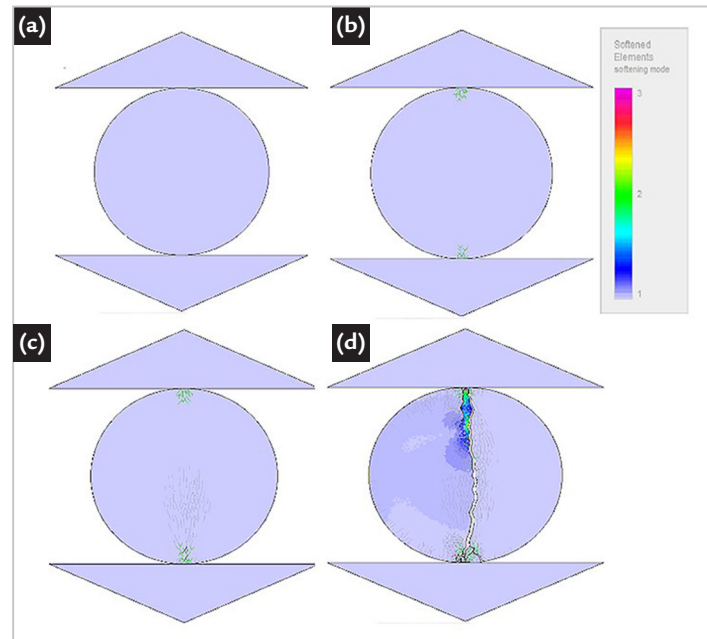 (a)
(b)
Softened
Elements
softening mode
3
2
1
(c)
(d)